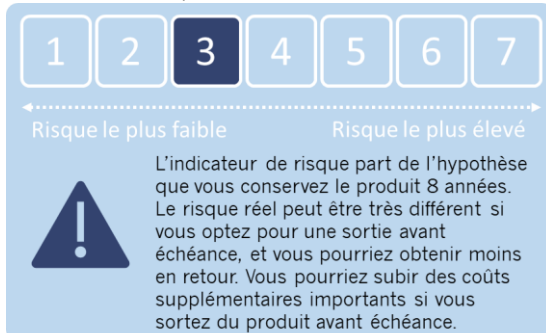 1 2 3 4 5 6 7
Risque le plus faible Risque le plus élevé
L'indicateur de risque part de l'hypothèse
que vous conservez le produit 8 années.
Le risque réel peut être très différent si
vous optez pour une sortie avant
échéance, et vous pourriez obtenir moins
en retour. Vous pourriez subir des coûts
supplémentaires importants si vous
sortez du produit avant échéance.